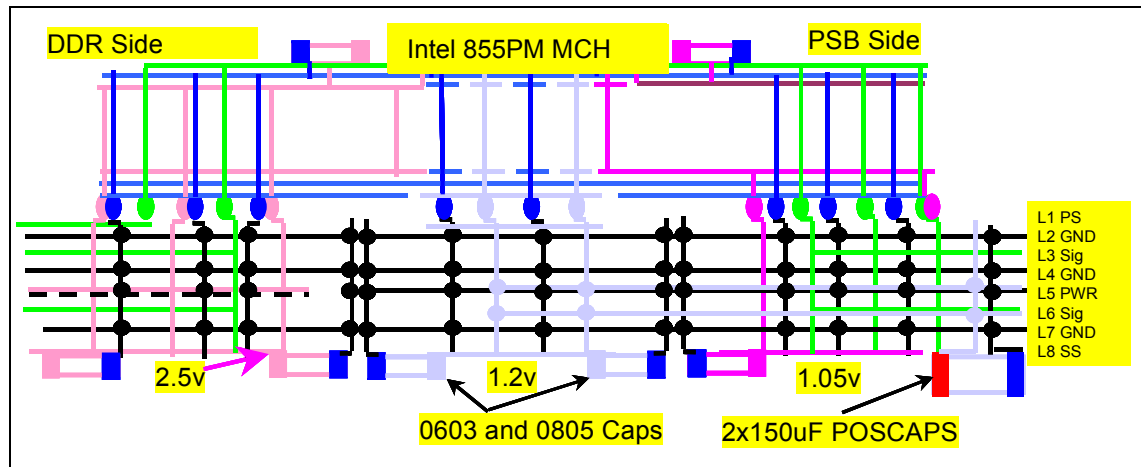 DDR Side
Intel 855PM MCH
PSB Side
L1 PS
L2 GND
L3 Sig
L4 GND
L5 PWR
L6 Sig
L7 GND
L8 SS
2.5v
1.2v
1.05v
0603 and 0805 Caps
2x150uF POSCAPS